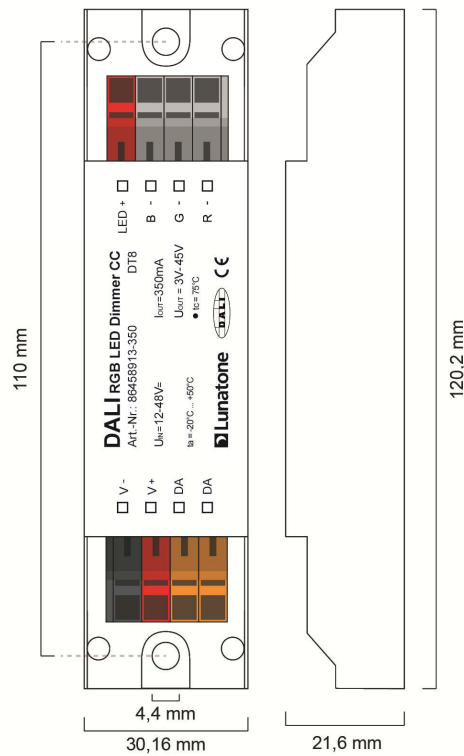 LED +
B -
G -
R -
DALI RGB LED Dimmer CC
Art.-Nr.: 86458913-350
DT8
UIN=12-48V=
IOUT=350mA
UOUT = 3V-45V
ta = -20°C ... +50°C
• tc= 75°C
Lunatone
DALI
CE
V -
V +
DA
DA
110 mm
120,2 mm
4,4 mm
30,16 mm
21,6 mm